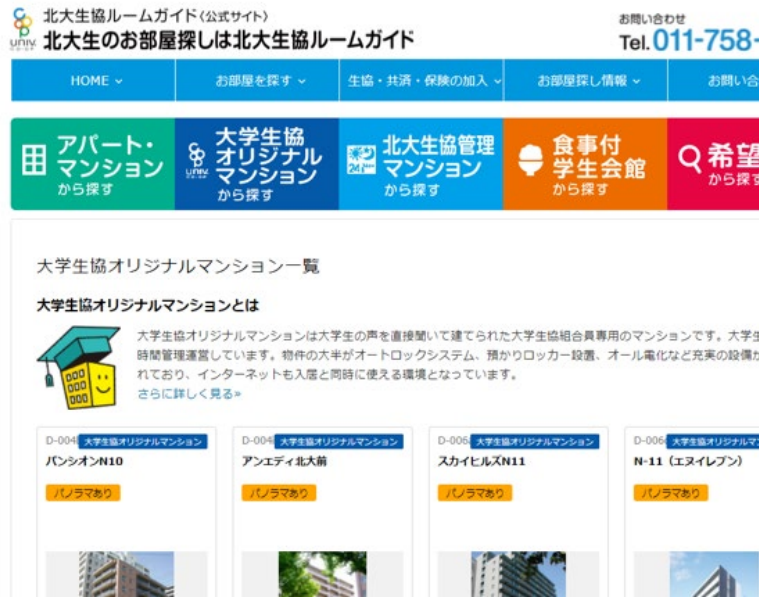 北大生協ルームガイド〈公式サイト〉
北大生のお部屋探しは北大生協ルームガイド
univ.
お問い合わせ
Tel.011-758-
HOME
お部屋を探す
生協・共済・保険の加入
お部屋探し情報
お問い合
アパート・
マンション
から探す
univ.
大学生協
オリジナル
マンション
から探す
24h
北大生協管理
マンション
から探す
食事付
学生会館
から探す
希望
から探す
大学生協オリジナルマンション一覧
大学生協オリジナルマンションとは
大学生協オリジナルマンションは大学生の声を直接聞いて建てられた大学生協組合員専用のマンションです。大学生
時間管理運営しています。物件の大半がオートロックシステム、預かりロッカー設置、オール電化など充実の設備が
れており、インターネットも入居と同時に使える環境となっています。
さらに詳しく見る»
D-004 大学生協オリジナルマンション
パンシオンN10
パノラマあり
D-004 大学生協オリジナルマンション
アンエディ北大前
パノラマあり
D-006 大学生協オリジナルマンション
スカイヒルズN11
パノラマあり
D-006 大学生協オリジナルマン
N-11（エヌイレブン）
パノラマあり